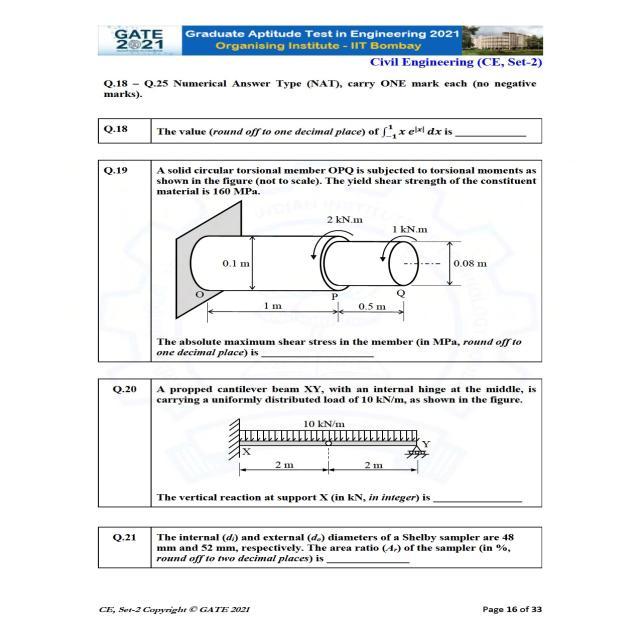 GATE
2021
Graduate Aptitude Test in Engineering 2021
Organising Institute - IIT Bombay
Civil Engineering (CE, Set-2)
Q.18 – Q.25 Numerical Answer Type (NAT), carry ONE mark each (no negative
marks).
Q.18
The value (round off to one decimal place) of ∫₋₁¹ x e^|x| dx is ____________
Q.19
A solid circular torsional member OPQ is subjected to torsional moments as
shown in the figure (not to scale). The yield shear strength of the constituent
material is 160 MPa.
2 kN.m
1 kN.m
0.1 m
0.08 m
O
P
Q
1 m
0.5 m
The absolute maximum shear stress in the member (in MPa, round off to
one decimal place) is ____________________
Q.20
A propped cantilever beam XY, with an internal hinge at the middle, is
carrying a uniformly distributed load of 10 kN/m, as shown in the figure.
10 kN/m
X
Y
2 m
2 m
The vertical reaction at support X (in kN, in integer) is ________________
Q.21
The internal (dᵢ) and external (dₒ) diameters of a Shelby sampler are 48
mm and 52 mm, respectively. The area ratio (Aᵣ) of the sampler (in %,
round off to two decimal places) is _______________
CE, Set-2 Copyright © GATE 2021
Page 16 of 33